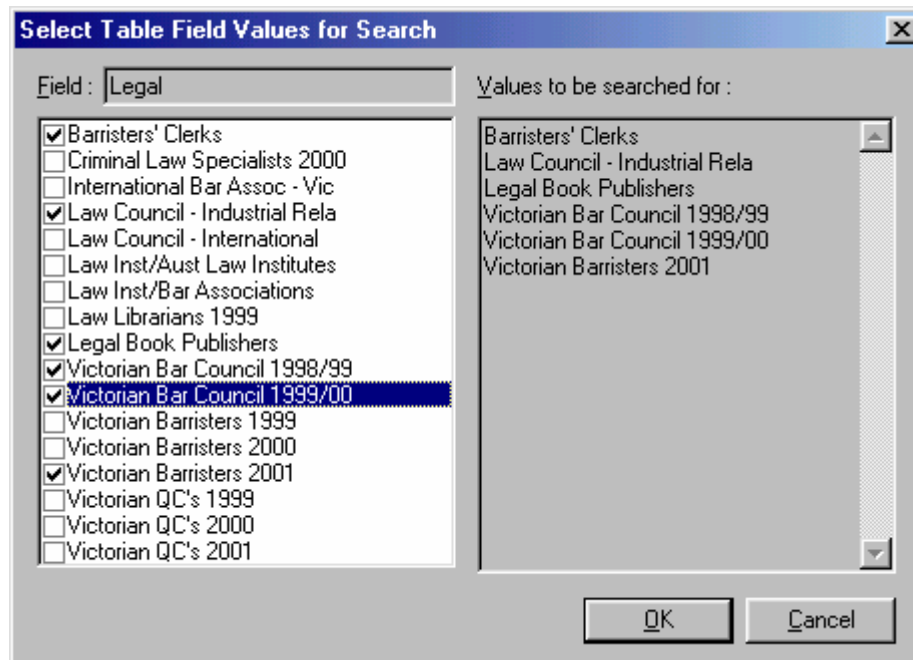 Select Table Field Values for Search
Field : Legal
Barristers' Clerks
Criminal Law Specialists 2000
International Bar Assoc - Vic
Law Council - Industrial Rela
Law Council - International
Law Inst/Aust Law Institutes
Law Inst/Bar Associations
Law Librarians 1999
Legal Book Publishers
Victorian Bar Council 1998/99
Victorian Bar Council 1999/00
Victorian Barristers 1999
Victorian Barristers 2000
Victorian Barristers 2001
Victorian QC's 1999
Victorian QC's 2000
Victorian QC's 2001
Values to be searched for :
Barristers' Clerks
Law Council - Industrial Rela
Legal Book Publishers
Victorian Bar Council 1998/99
Victorian Bar Council 1999/00
Victorian Barristers 2001
OK
Cancel